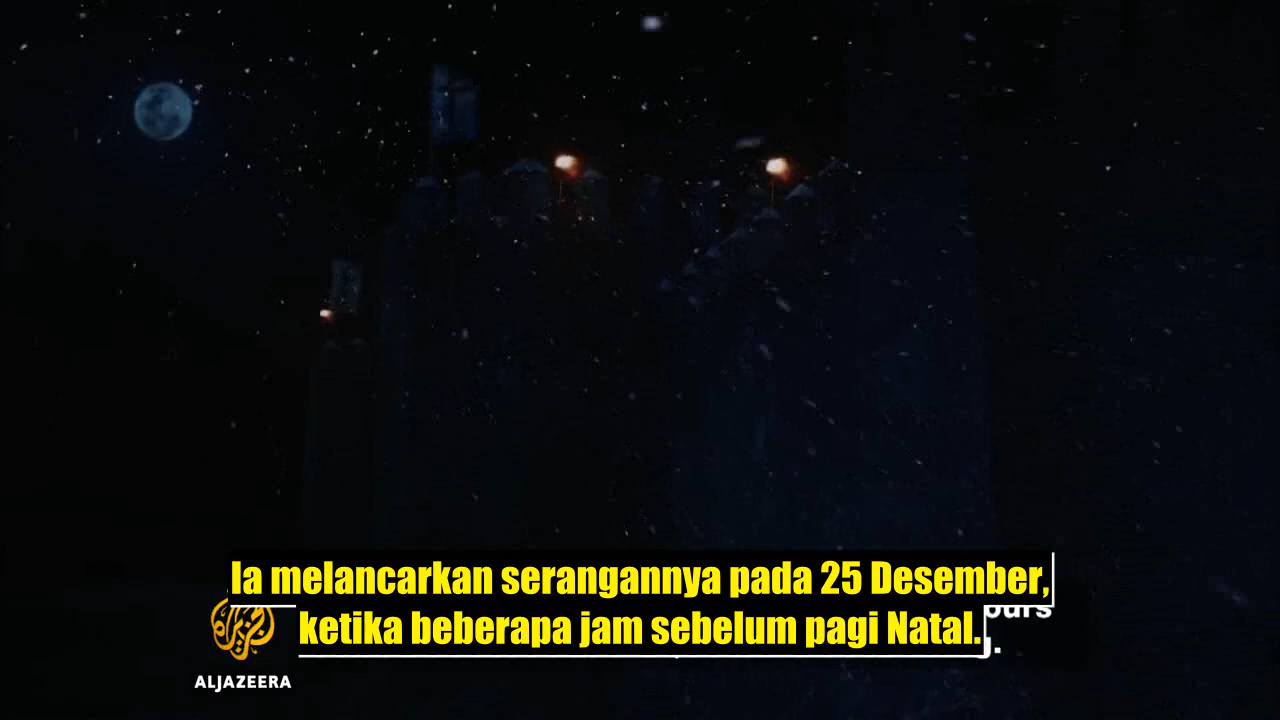 Ia melancarkan serangannya pada 25 Desember,
ketika beberapa jam sebelum pagi Natal.
ALJAZEERA